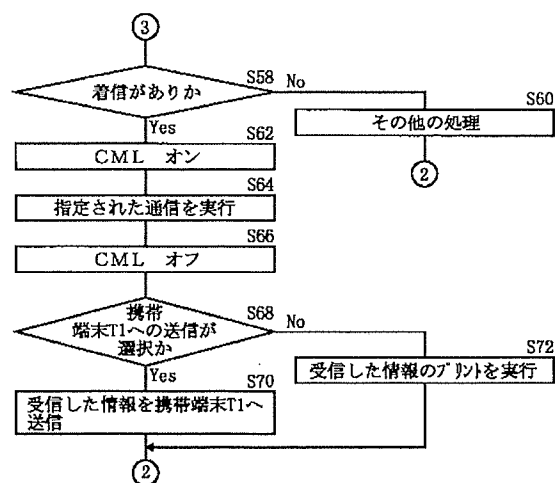 3
S58
着信がありか
No
Yes
S60
その他の処理
2
S62
CML オン
S64
指定された通信を実行
S66
CML オフ
S68
携帯
端末T1への送信が
選択か
No
Yes
S70
受信した情報を携帯端末T1へ
送信
S72
受信した情報のプリントを実行
2